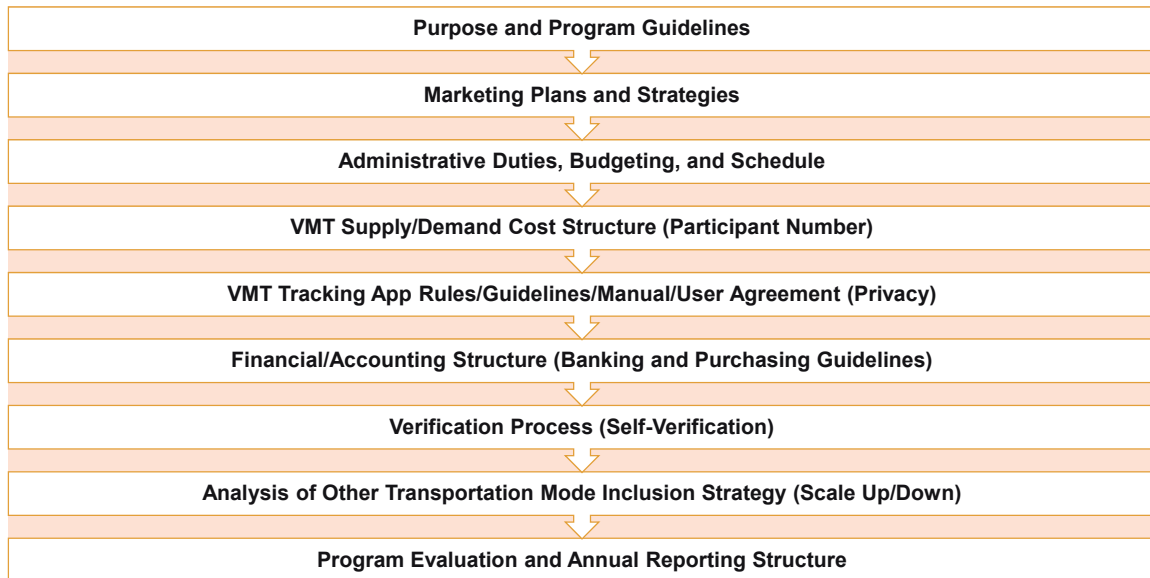 Purpose and Program Guidelines
Marketing Plans and Strategies
Administrative Duties, Budgeting, and Schedule
VMT Supply/Demand Cost Structure (Participant Number)
VMT Tracking App Rules/Guidelines/Manual/User Agreement (Privacy)
Financial/Accounting Structure (Banking and Purchasing Guidelines)
Verification Process (Self-Verification)
Analysis of Other Transportation Mode Inclusion Strategy (Scale Up/Down)
Program Evaluation and Annual Reporting Structure